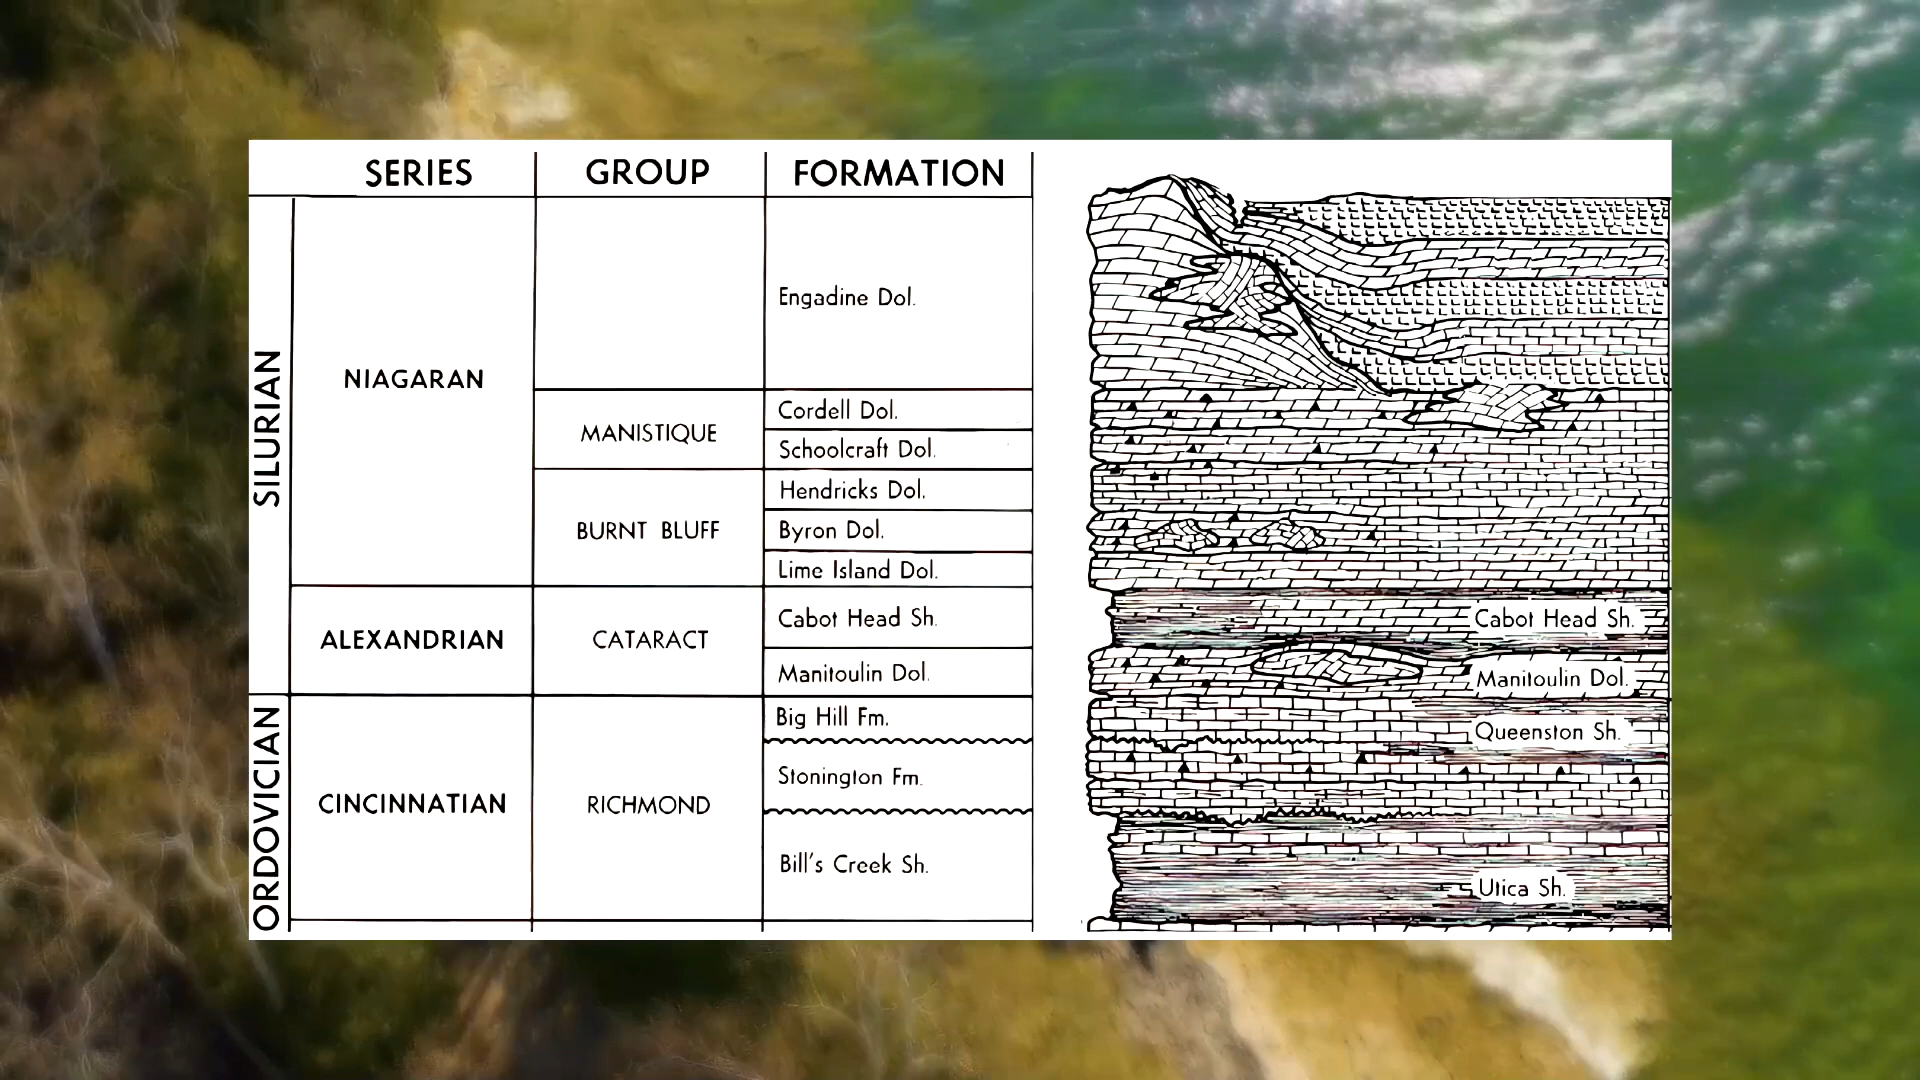 SERIES GROUP FORMATION
SILURIAN
NIAGARAN
Engadine Dol.
MANISTIQUE
Cordell Dol.
Schoolcraft Dol.
BURNT BLUFF
Hendricks Dol.
Byron Dol.
Lime Island Dol.
ALEXANDRIAN
CATARACT
Cabot Head Sh.
Manitoulin Dol.
ORDOVICIAN
CINCINNATIAN
RICHMOND
Big Hill Fm.
Stonington Fm.
Bill's Creek Sh.
Cabot Head Sh.
Manitoulin Dol.
Queenston Sh.
Utica Sh.